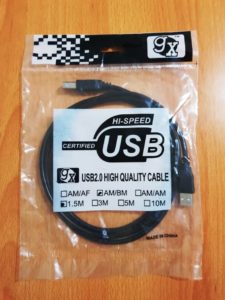 gx
HI-SPEED
CERTIFIED
USB
gx USB2.0 HIGH QUALITY CABLE
AM/AF AM/BM AM/AM
1.5M 3M 5M 10M
MADE IN CHINA